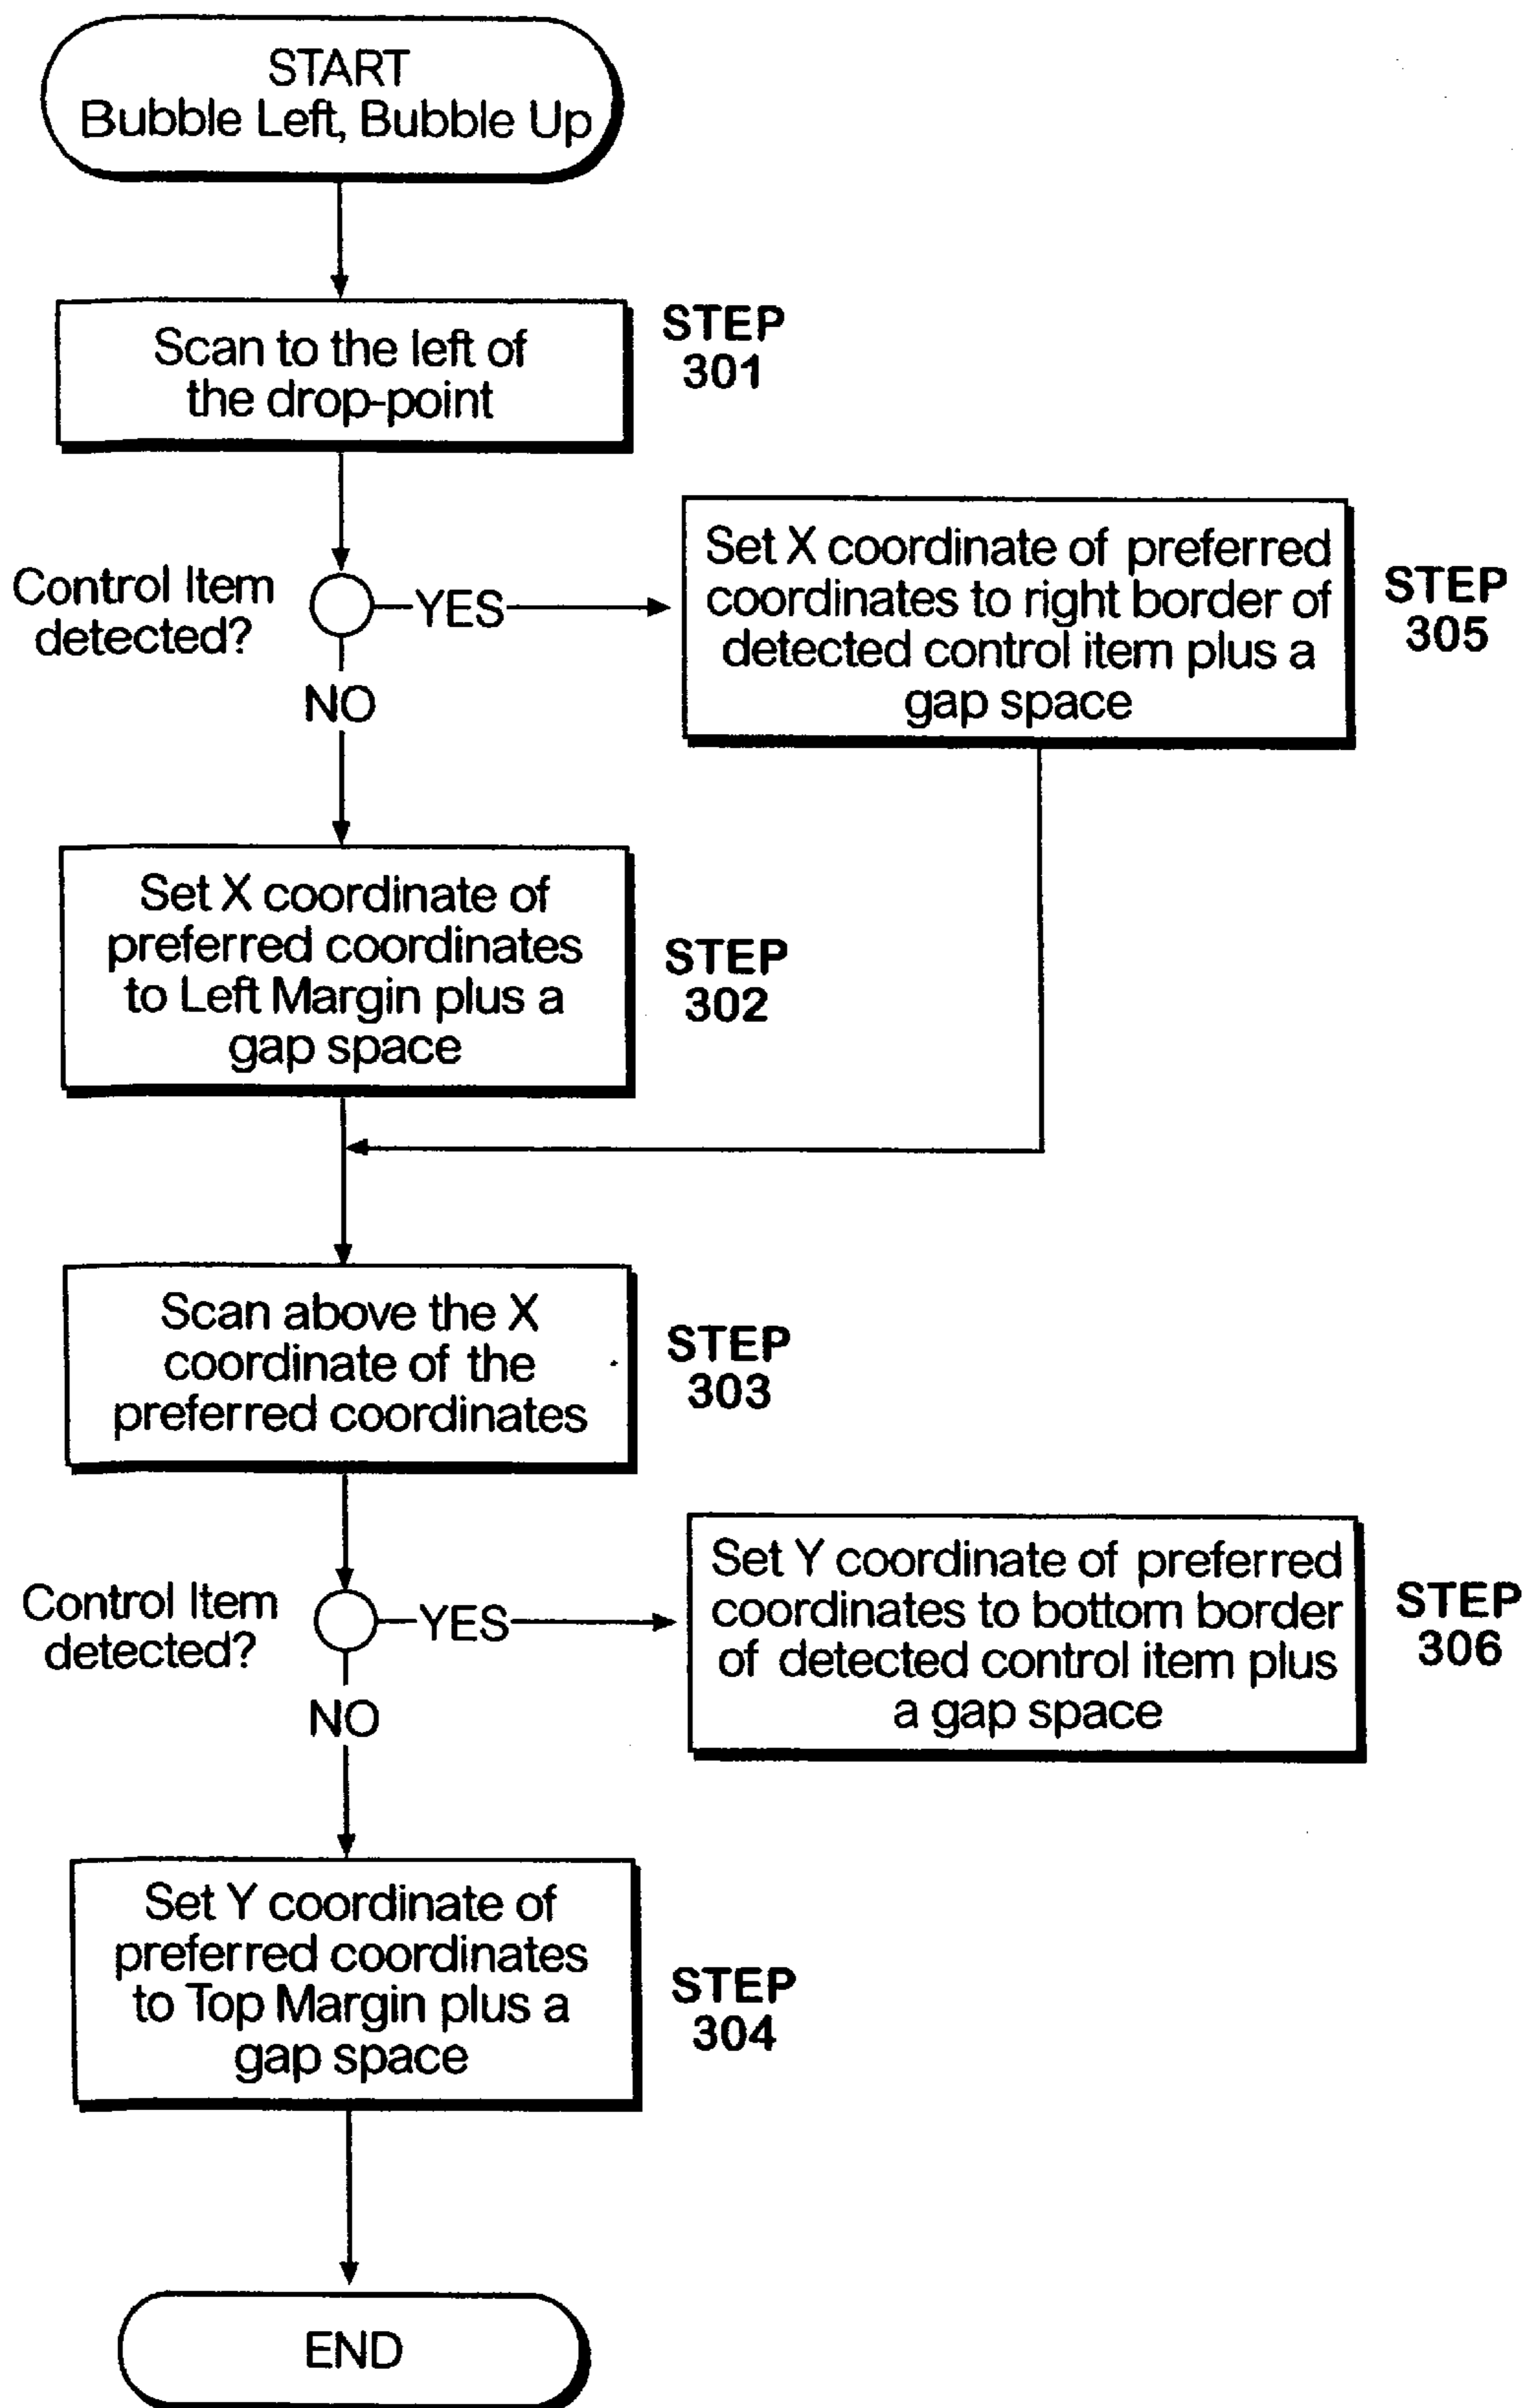 START
Bubble Left, Bubble Up
Scan to the left of
the drop-point
STEP
301
Control Item
detected?
YES
NO
Set X coordinate of preferred
coordinates to right border of
detected control item plus a
gap space
STEP
305
Set X coordinate of
preferred coordinates
to Left Margin plus a
gap space
STEP
302
Scan above the X
coordinate of the
preferred coordinates
STEP
303
Control Item
detected?
YES
NO
Set Y coordinate of preferred
coordinates to bottom border
of detected control item plus
a gap space
STEP
306
Set Y coordinate of
preferred coordinates
to Top Margin plus a
gap space
STEP
304
END